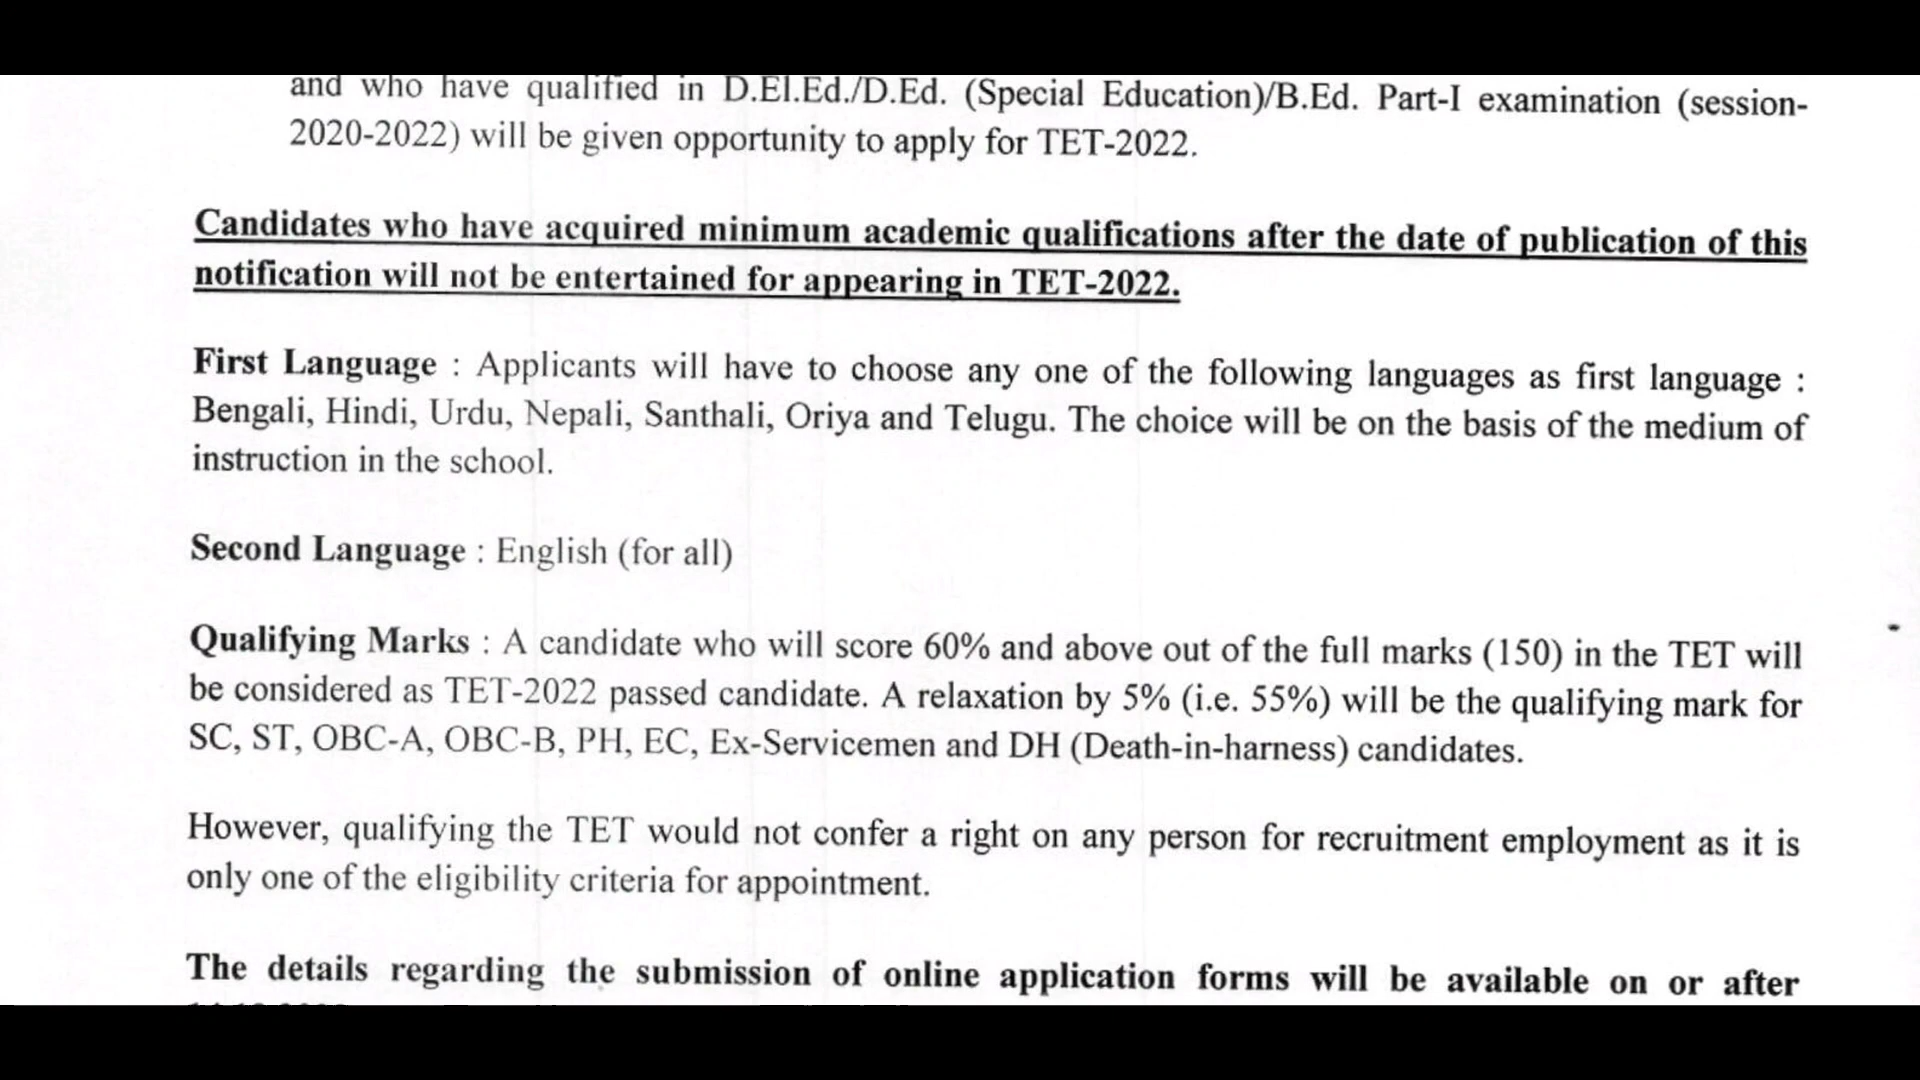 and who have qualified in D.El.Ed./D.Ed. (Special Education)/B.Ed. Part-I examination (session-
2020-2022) will be given opportunity to apply for TET-2022.
Candidates who have acquired minimum academic qualifications after the date of publication of this
notification will not be entertained for appearing in TET-2022.
First Language : Applicants will have to choose any one of the following languages as first language :
Bengali, Hindi, Urdu, Nepali, Santhali, Oriya and Telugu. The choice will be on the basis of the medium of
instruction in the school.
Second Language : English (for all)
Qualifying Marks : A candidate who will score 60% and above out of the full marks (150) in the TET will
be considered as TET-2022 passed candidate. A relaxation by 5% (i.e. 55%) will be the qualifying mark for
SC, ST, OBC-A, OBC-B, PH, EC, Ex-Servicemen and DH (Death-in-harness) candidates.
However, qualifying the TET would not confer a right on any person for recruitment employment as it is
only one of the eligibility criteria for appointment.
The details regarding the submission of online application forms will be available on or after